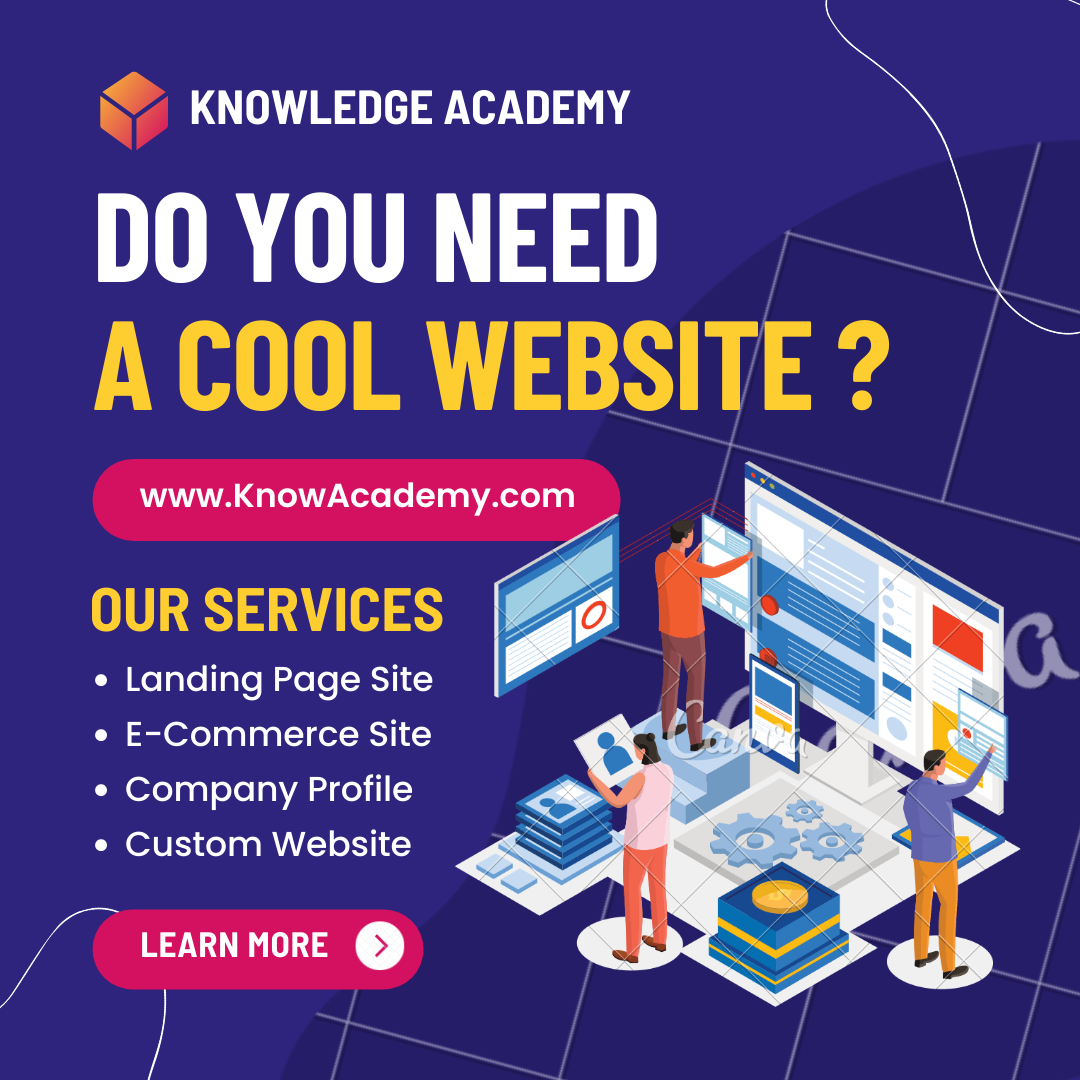 KNOWLEDGE ACADEMY
DO YOU NEED
A COOL WEBSITE ?
www.KnowAcademy.com
OUR SERVICES
• Landing Page Site
• E-Commerce Site
• Company Profile
• Custom Website
LEARN MORE
Canva